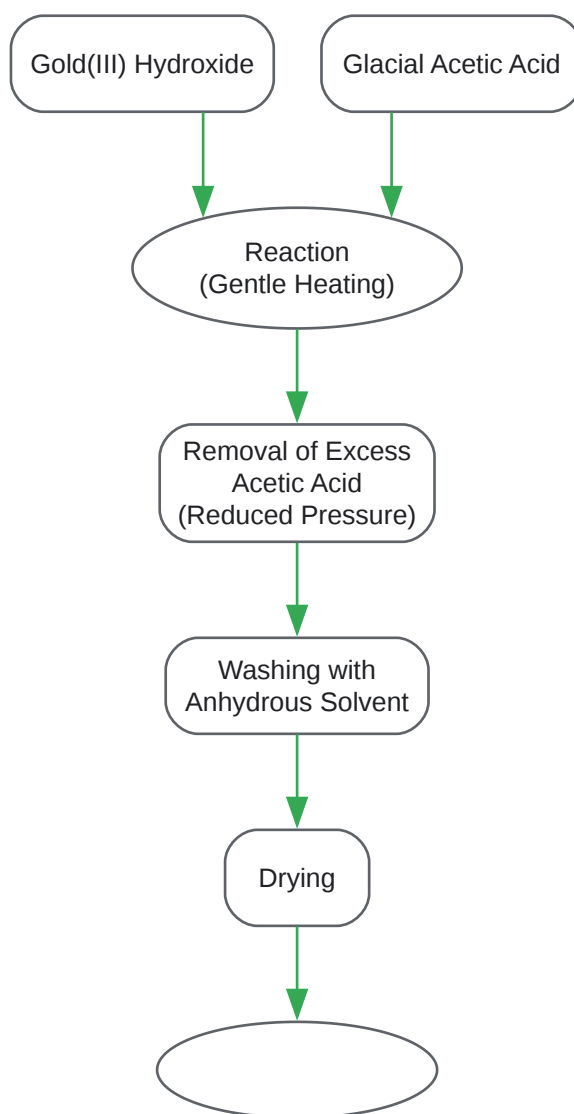 Gold(III) Hydroxide
Glacial Acetic Acid
Reaction
(Gentle Heating)
Removal of Excess
Acetic Acid
(Reduced Pressure)
Washing with
Anhydrous Solvent
Drying